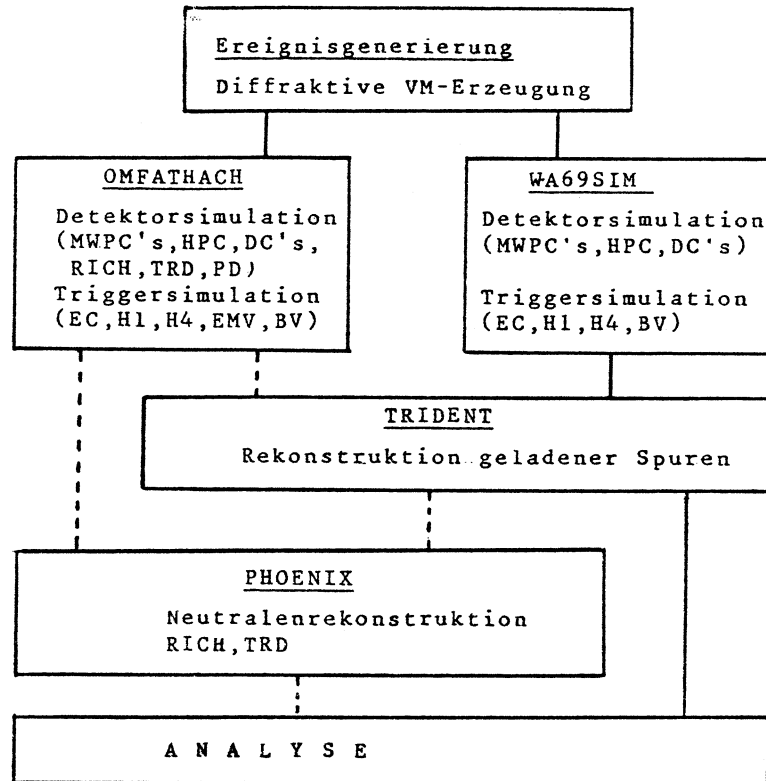 Ereignisgenerierung
Diffraktive VM-Erzeugung
OMFATHACH
Detektorsimulation
(MWPC's,HPC,DC's,
RICH,TRD,PD)
Triggersimulation
(EC,H1,H4,EMV,BV)
WA69SIM
Detektorsimulation
(MWPC's,HPC,DC's)
Triggersimulation
(EC,H1,H4,BV)
TRIDENT
Rekonstruktion geladener Spuren
PHOENIX
Neutralenrekonstruktion
RICH,TRD
A N A L Y S E